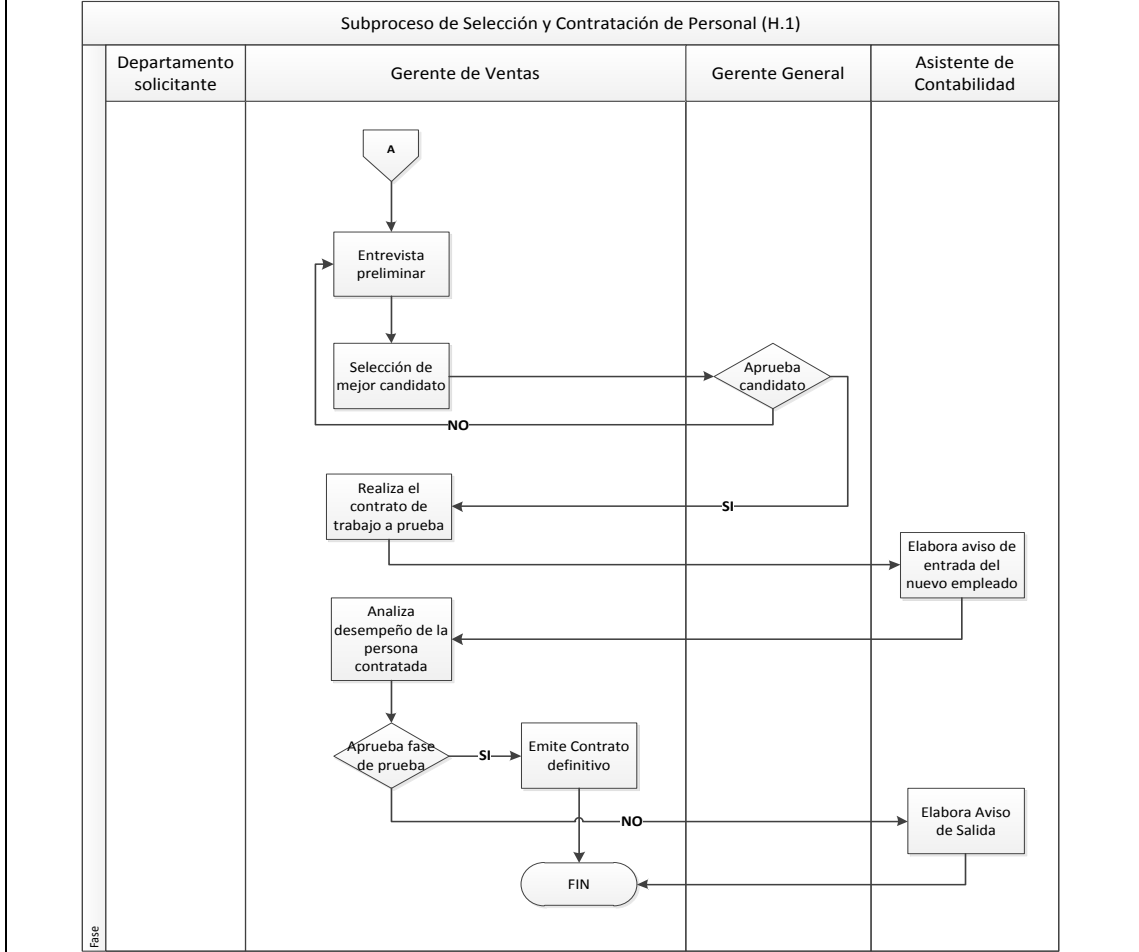 Subproceso de Selección y Contratación de Personal (H.1)
Departamento
solicitante
Gerente de Ventas
Gerente General
Asistente de
Contabilidad
A
Entrevista
preliminar
Selección de
mejor candidato
Aprueba
candidato
NO
Realiza el
contrato de
trabajo a prueba
SI
Elabora aviso de
entrada del
nuevo empleado
Analiza
desempeño de la
persona
contratada
Aprueba fase
de prueba
SI
Emite Contrato
definitivo
NO
Elabora Aviso
de Salida
FIN
Fase